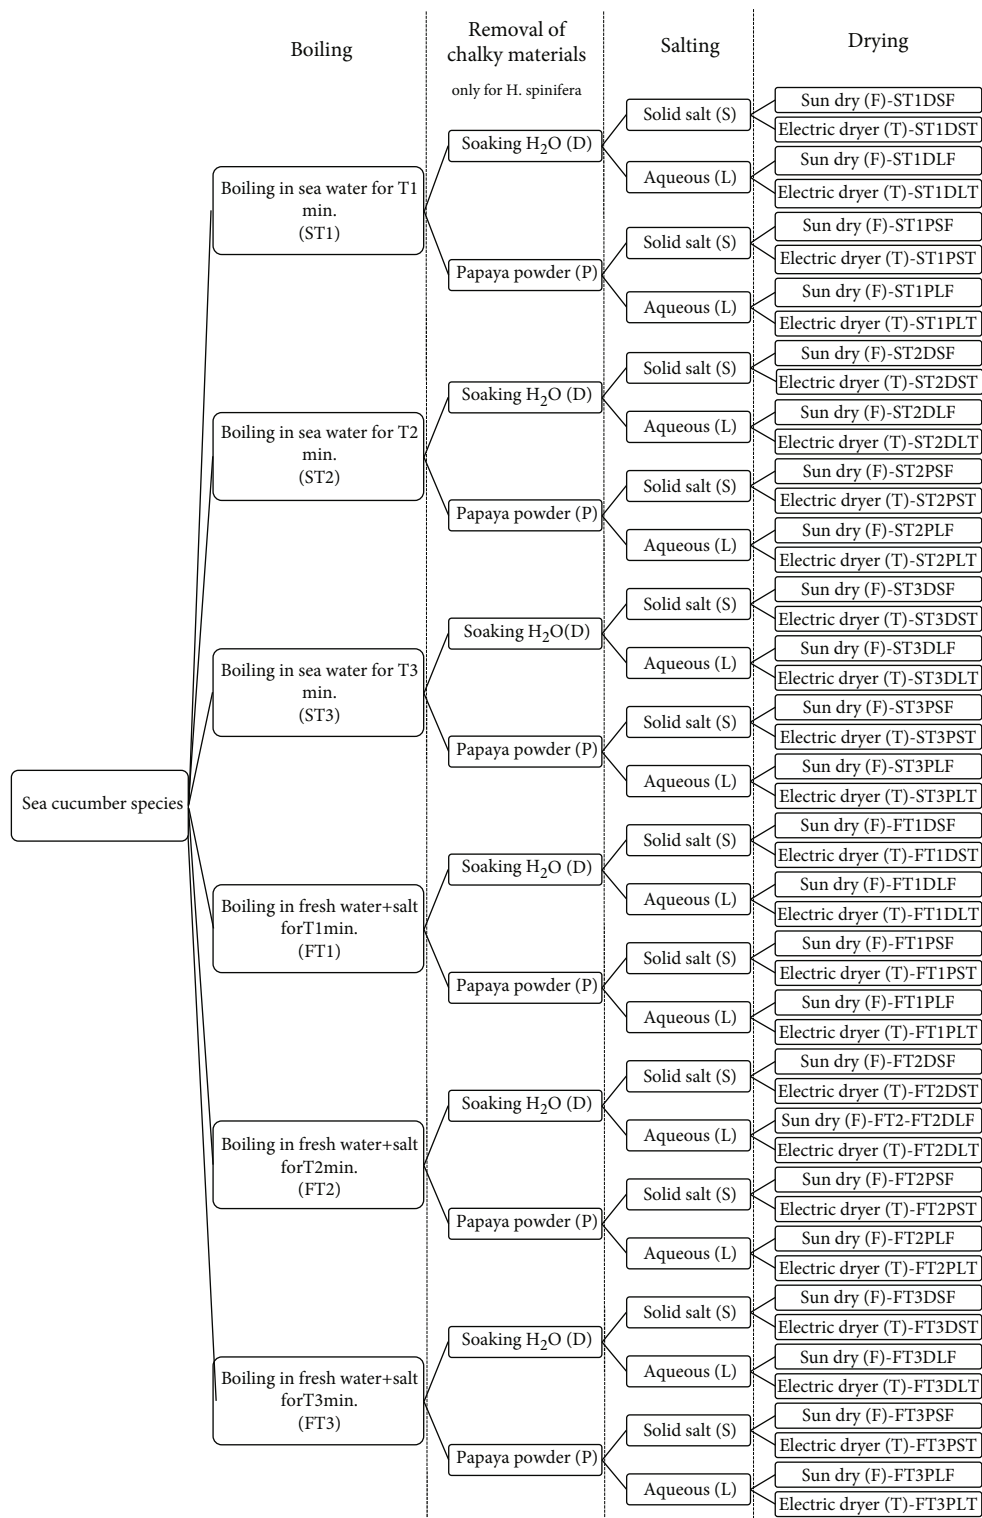 Boiling
Removal of
chalky materials
only for H. spinifera
Salting
Drying
Sea cucumber species
Boiling in sea water for T1
min.
(ST1)
Soaking H2O (D)
Solid salt (S)
Sun dry (F)-ST1DSF
Electric dryer (T)-ST1DST
Aqueous (L)
Sun dry (F)-ST1DLF
Electric dryer (T)-ST1DLT
Papaya powder (P)
Solid salt (S)
Sun dry (F)-ST1PSF
Electric dryer (T)-ST1PST
Aqueous (L)
Sun dry (F)-ST1PLF
Electric dryer (T)-ST1PLT
Boiling in sea water for T2
min.
(ST2)
Soaking H2O (D)
Solid salt (S)
Sun dry (F)-ST2DSF
Electric dryer (T)-ST2DST
Aqueous (L)
Sun dry (F)-ST2DLF
Electric dryer (T)-ST2DLT
Papaya powder (P)
Solid salt (S)
Sun dry (F)-ST2PSF
Electric dryer (T)-ST2PST
Aqueous (L)
Sun dry (F)-ST2PLF
Electric dryer (T)-ST2PLT
Boiling in sea water for T3
min.
(ST3)
Soaking H2O(D)
Solid salt (S)
Sun dry (F)-ST3DSF
Electric dryer (T)-ST3DST
Aqueous (L)
Sun dry (F)-ST3DLF
Electric dryer (T)-ST3DLT
Papaya powder (P)
Solid salt (S)
Sun dry (F)-ST3PSF
Electric dryer (T)-ST3PST
Aqueous (L)
Sun dry (F)-ST3PLF
Electric dryer (T)-ST3PLT
Boiling in fresh water+salt
forT1min.
(FT1)
Soaking H2O (D)
Solid salt (S)
Sun dry (F)-FT1DSF
Electric dryer (T)-FT1DST
Aqueous (L)
Sun dry (F)-FT1DLF
Electric dryer (T)-FT1DLT
Papaya powder (P)
Solid salt (S)
Sun dry (F)-FT1PSF
Electric dryer (T)-FT1PST
Aqueous (L)
Sun dry (F)-FT1PLF
Electric dryer (T)-FT1PLT
Boiling in fresh water+salt
forT2min.
(FT2)
Soaking H2O (D)
Solid salt (S)
Sun dry (F)-FT2DSF
Electric dryer (T)-FT2DST
Aqueous (L)
Sun dry (F)-FT2-FT2DLF
Electric dryer (T)-FT2DLT
Papaya powder (P)
Solid salt (S)
Sun dry (F)-FT2PSF
Electric dryer (T)-FT2PST
Aqueous (L)
Sun dry (F)-FT2PLF
Electric dryer (T)-FT2PLT
Boiling in fresh water+salt
forT3min.
(FT3)
Soaking H2O (D)
Solid salt (S)
Sun dry (F)-FT3DSF
Electric dryer (T)-FT3DST
Aqueous (L)
Sun dry (F)-FT3DLF
Electric dryer (T)-FT3DLT
Papaya powder (P)
Solid salt (S)
Sun dry (F)-FT3PSF
Electric dryer (T)-FT3PST
Aqueous (L)
Sun dry (F)-FT3PLF
Electric dryer (T)-FT3PLT